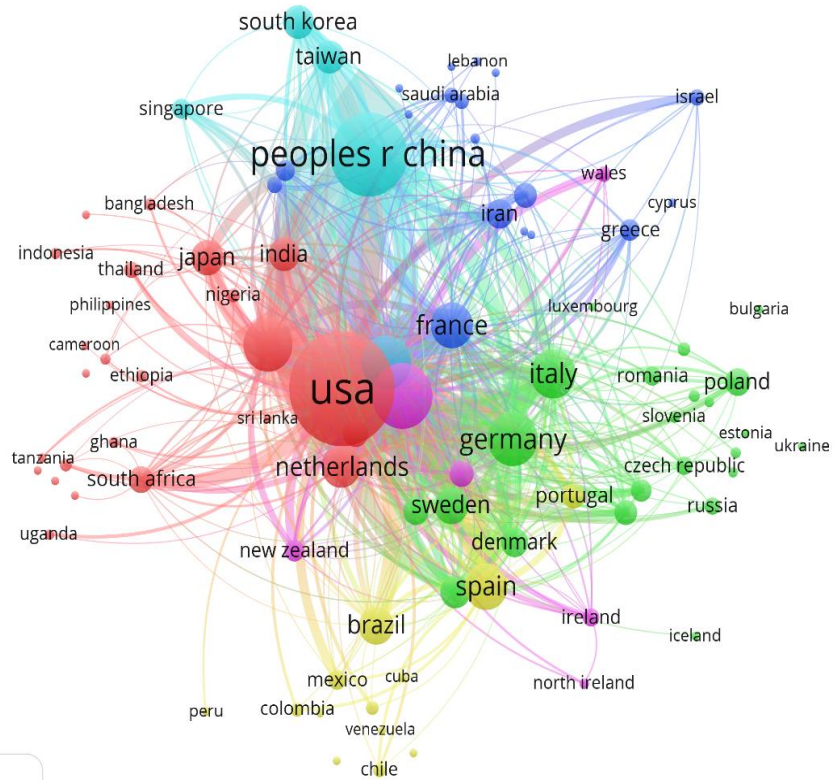 south korea
taiwan
lebanon
saudi arabia
israel
singapore
peoples r china
wales
bangladesh
cyprus
iran
greece
indonesia
japan
india
thailand
nigeria
philippines
luxembourg
bulgaria
france
cameroon
ethiopia
usa
italy
romania
poland
sri lanka
slovenia
ghana
germany
estonia
ukraine
tanzania
netherlands
czech republic
south africa
sweden
portugal
russia
uganda
new zealand
denmark
spain
brazil
ireland
iceland
mexico
cuba
north ireland
peru
colombia
venezuela
chile